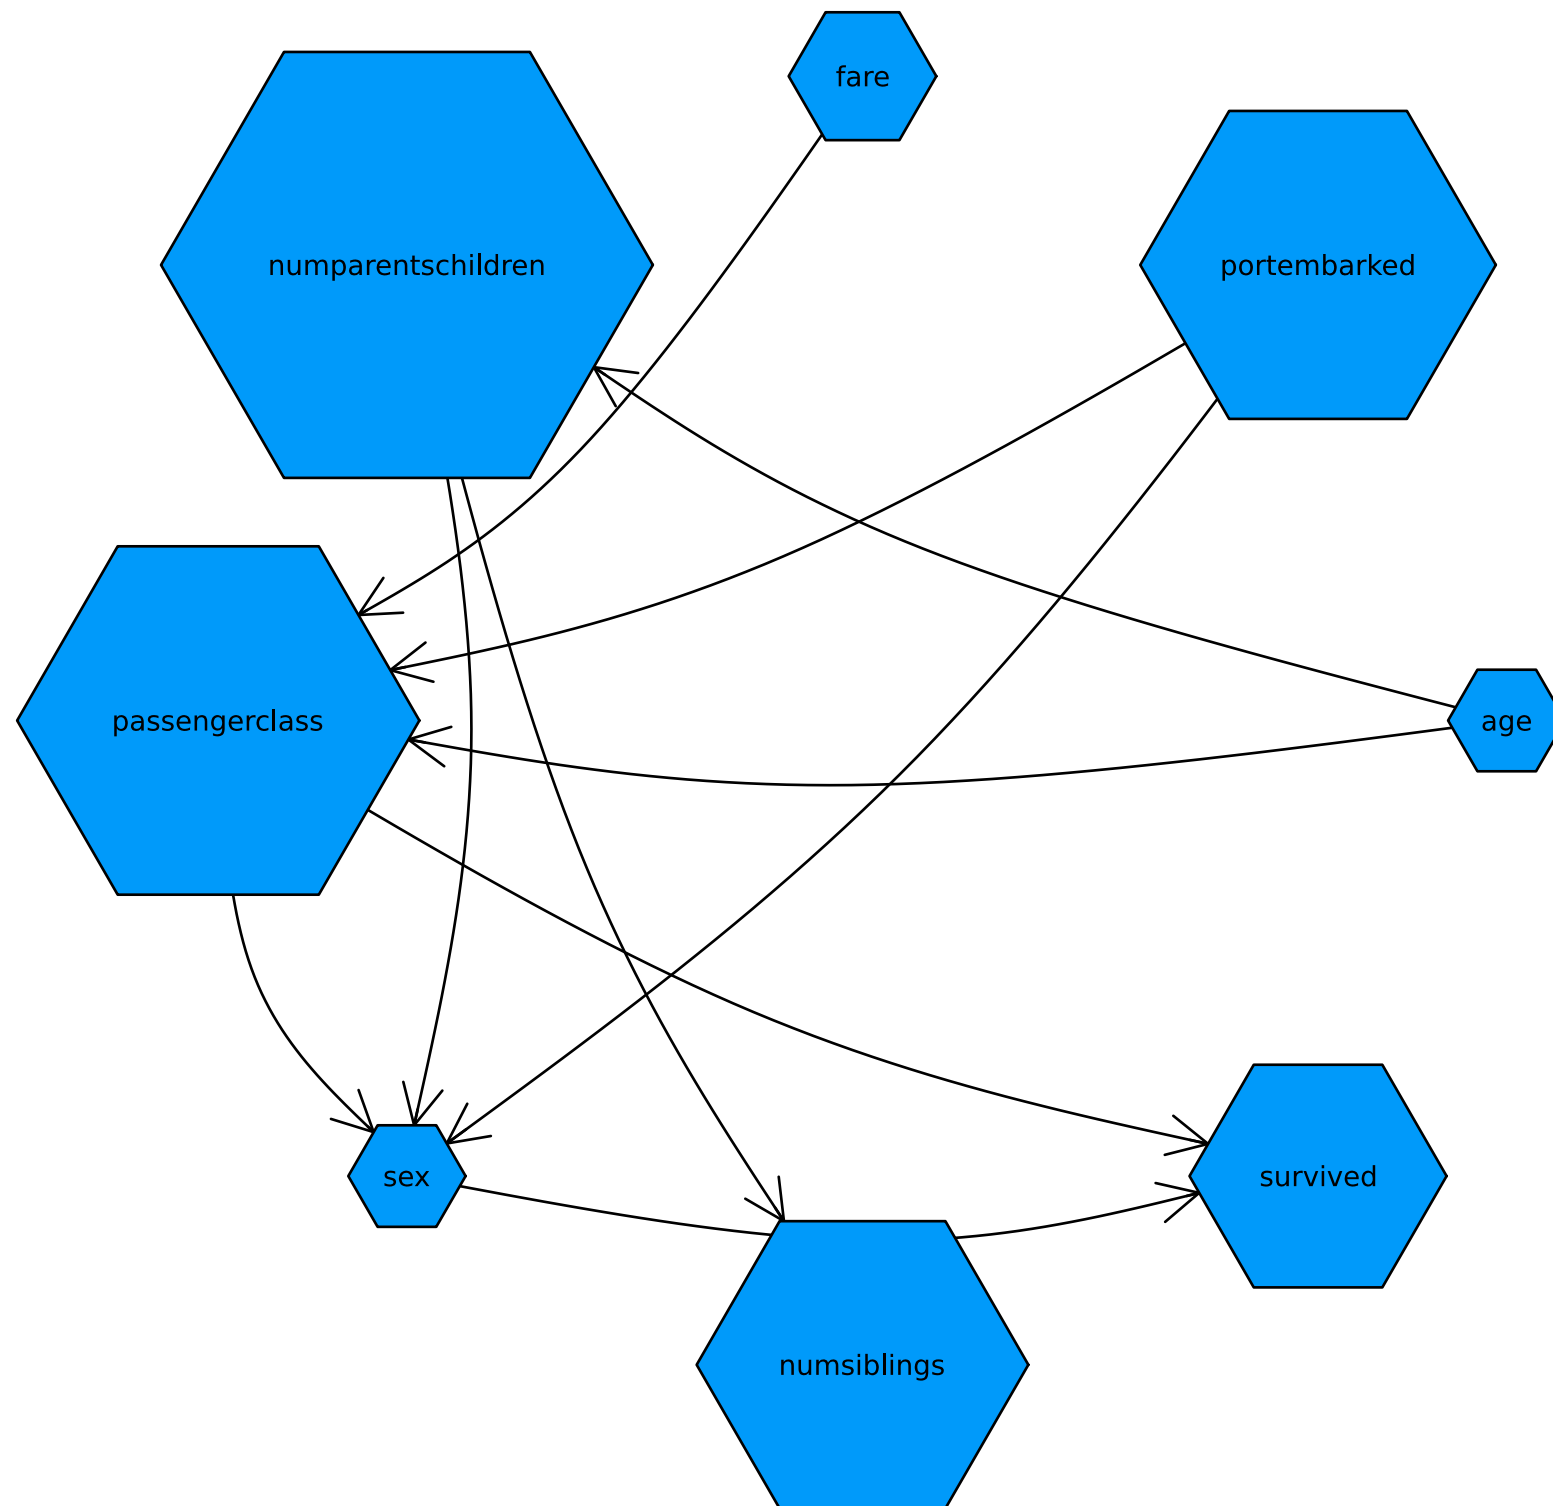 fare
numparentschildren
portembarked
passengerclass
age
sex
survived
numsiblings